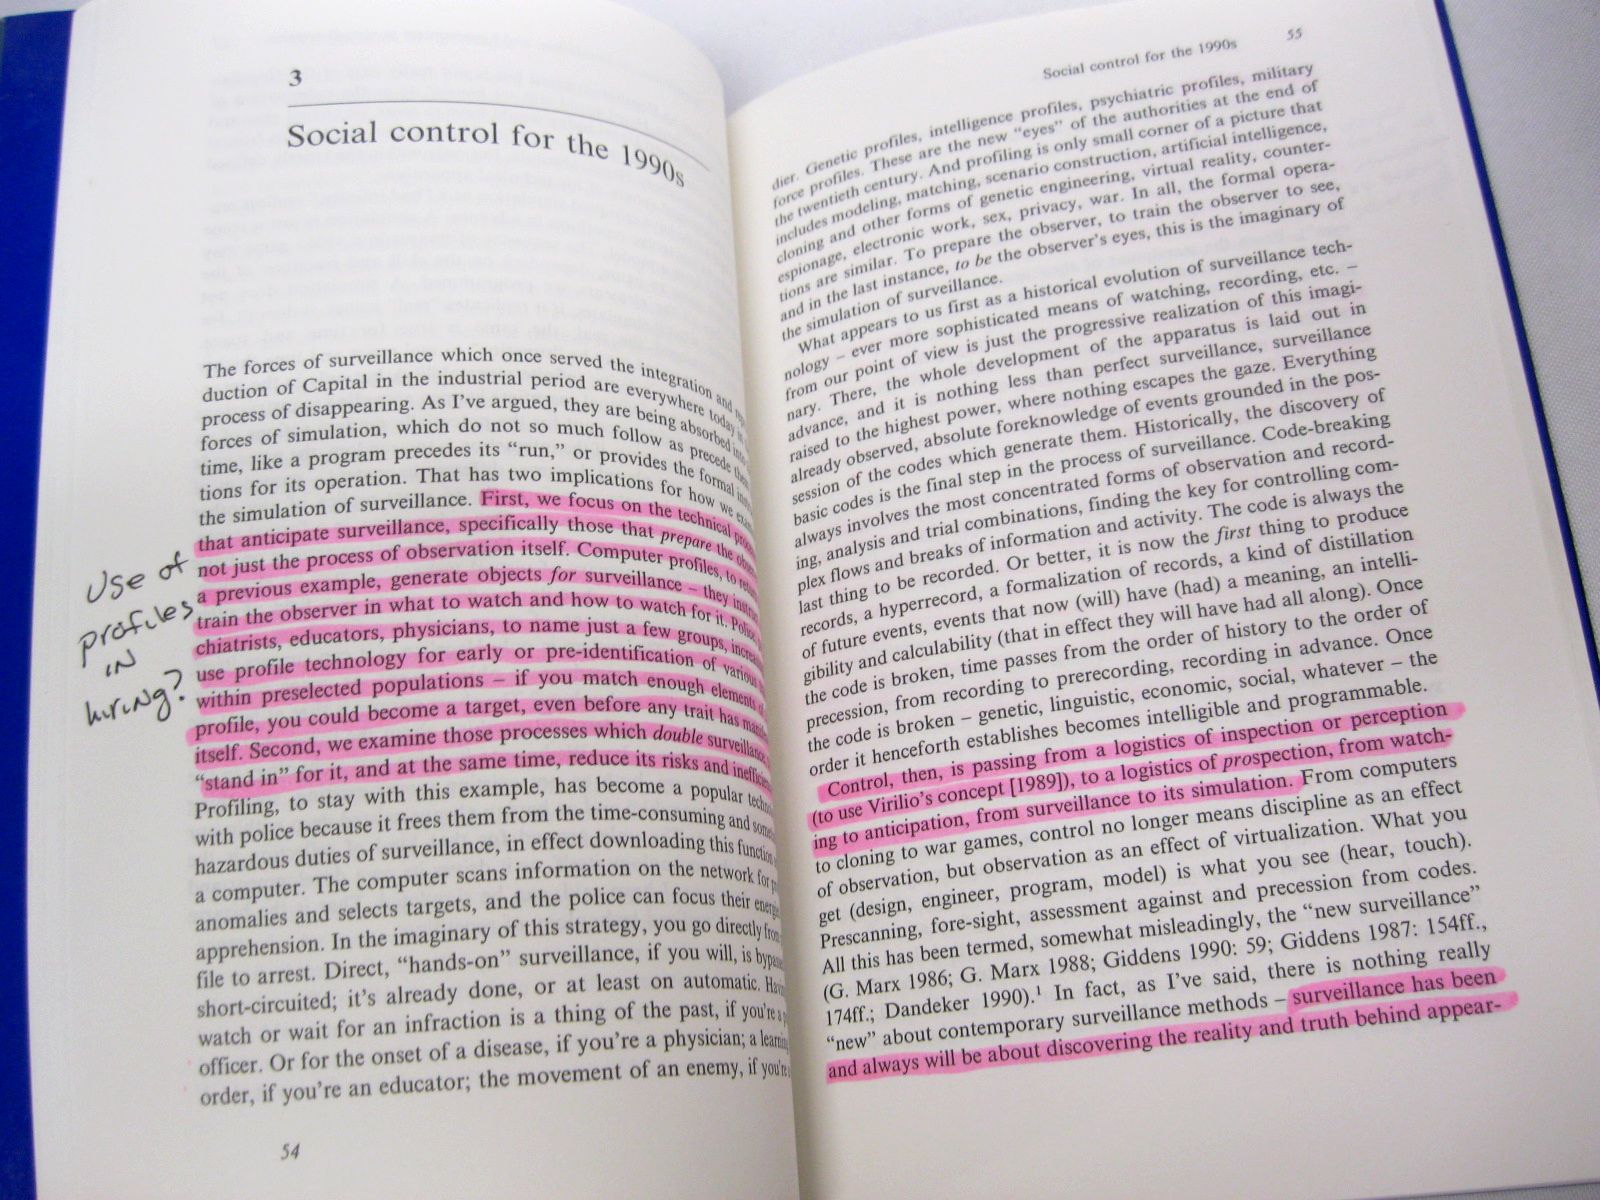 3
Social control for the 1990s
The forces of surveillance which once served the integration and
duction of Capital in the industrial period are everywhere today in
process of disappearing. As I've argued, they are being absorbed into
forces of simulation, which do not so much follow as precede them
time, like a program precedes its "run," or provides the formal
tions for its operation. That has two implications for how we
the simulation of surveillance. First, we focus on the technical
that anticipate surveillance, specifically those that prepare the
not just the process of observation itself. Computer profiles, to
a previous example, generate objects for surveillance – they
train the observer in what to watch and how to watch for it.
chiatrists, educators, physicians, to name just a few groups,
use profile technology for early or pre-identification of various
within preselected populations – if you match enough elements
profile, you could become a target, even before any trait has
itself. Second, we examine those processes which double surveillance
"stand in" for it, and at the same time, reduce its risks and
Profiling, to stay with this example, has become a popular
with police because it frees them from the time-consuming and
hazardous duties of surveillance, in effect downloading this function
a computer. The computer scans information on the network for
anomalies and selects targets, and the police can focus their
apprehension. In the imaginary of this strategy, you go directly from
file to arrest. Direct, "hands-on" surveillance, if you will, is
short-circuited; it's already done, or at least on automatic.
watch or wait for an infraction is a thing of the past, if you're a
officer. Or for the onset of a disease, if you're a physician; a
order, if you're an educator; the movement of an enemy, if you're
54
Use of
profiles
in
hiring?
Social control for the 1990s 55
dier. Genetic profiles, intelligence profiles, psychiatric profiles, military
force profiles. These are the new "eyes" of the authorities at the end of
the twentieth century. And profiling is only small corner of a picture that
includes modeling, matching, scenario construction, artificial intelligence,
cloning and other forms of genetic engineering, virtual reality, counter-
espionage, electronic work, sex, privacy, war. In all, the formal opera-
tions are similar. To prepare the observer, to train the observer to see,
and in the last instance, to be the observer's eyes, this is the imaginary of
the simulation of surveillance.
What appears to us first as a historical evolution of surveillance tech-
nology – ever more sophisticated means of watching, recording, etc. –
from our point of view is just the progressive realization of this imagi-
nary. There, the whole development of the apparatus is laid out in
advance, and it is nothing less than perfect surveillance, surveillance
raised to the highest power, where nothing escapes the gaze. Everything
already observed, absolute foreknowledge of events grounded in the pos-
session of the codes which generate them. Historically, the discovery of
basic codes is the final step in the process of surveillance. Code-breaking
always involves the most concentrated forms of observation and record-
ing, analysis and trial combinations, finding the key for controlling com-
plex flows and breaks of information and activity. The code is always the
last thing to be recorded. Or better, it is now the first thing to produce
records, a hyperrecord, a formalization of records, a kind of distillation
of future events, events that now (will) have (had) a meaning, an intelli-
gibility and calculability (that in effect they will have had all along). Once
the code is broken, time passes from the order of history to the order of
precession, from recording to prerecording, recording in advance. Once
the code is broken – genetic, linguistic, economic, social, whatever – the
order it henceforth establishes becomes intelligible and programmable.
Control, then, is passing from a logistics of inspection or perception
(to use Virilio's concept [1989]), to a logistics of prospection, from watch-
ing to anticipation, from surveillance to its simulation. From computers
to cloning to war games, control no longer means discipline as an effect
of observation, but observation as an effect of virtualization. What you
get (design, engineer, program, model) is what you see (hear, touch).
Prescanning, fore-sight, assessment against and precession from codes.
All this has been termed, somewhat misleadingly, the "new surveillance"
(G. Marx 1986; G. Marx 1988; Giddens 1990: 59; Giddens 1987: 154ff.,
174ff.; Dandeker 1990).¹ In fact, as I've said, there is nothing really
"new" about contemporary surveillance methods – surveillance has been
and always will be about discovering the reality and truth behind appear-